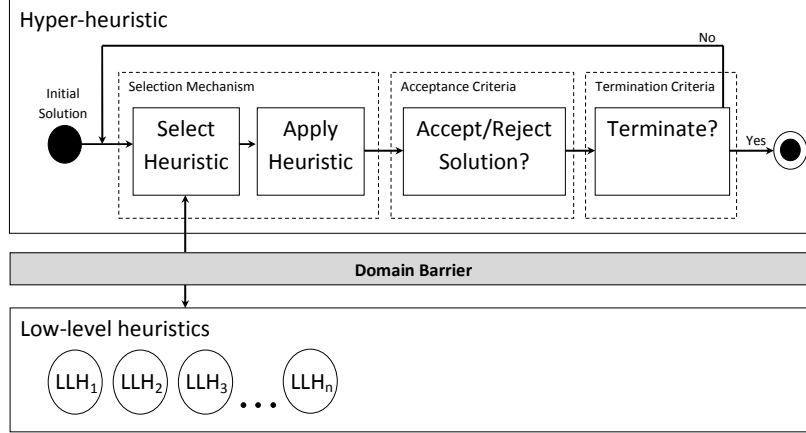 Hyper-heuristic
No
Initial
Solution
Selection Mechanism
Acceptance Criteria
Termination Criteria
Select
Heuristic
Apply
Heuristic
Accept/Reject
Solution?
Terminate?
Yes
Domain Barrier
Low-level heuristics
LLH₁ LLH₂ LLH₃ ... LLHₙ